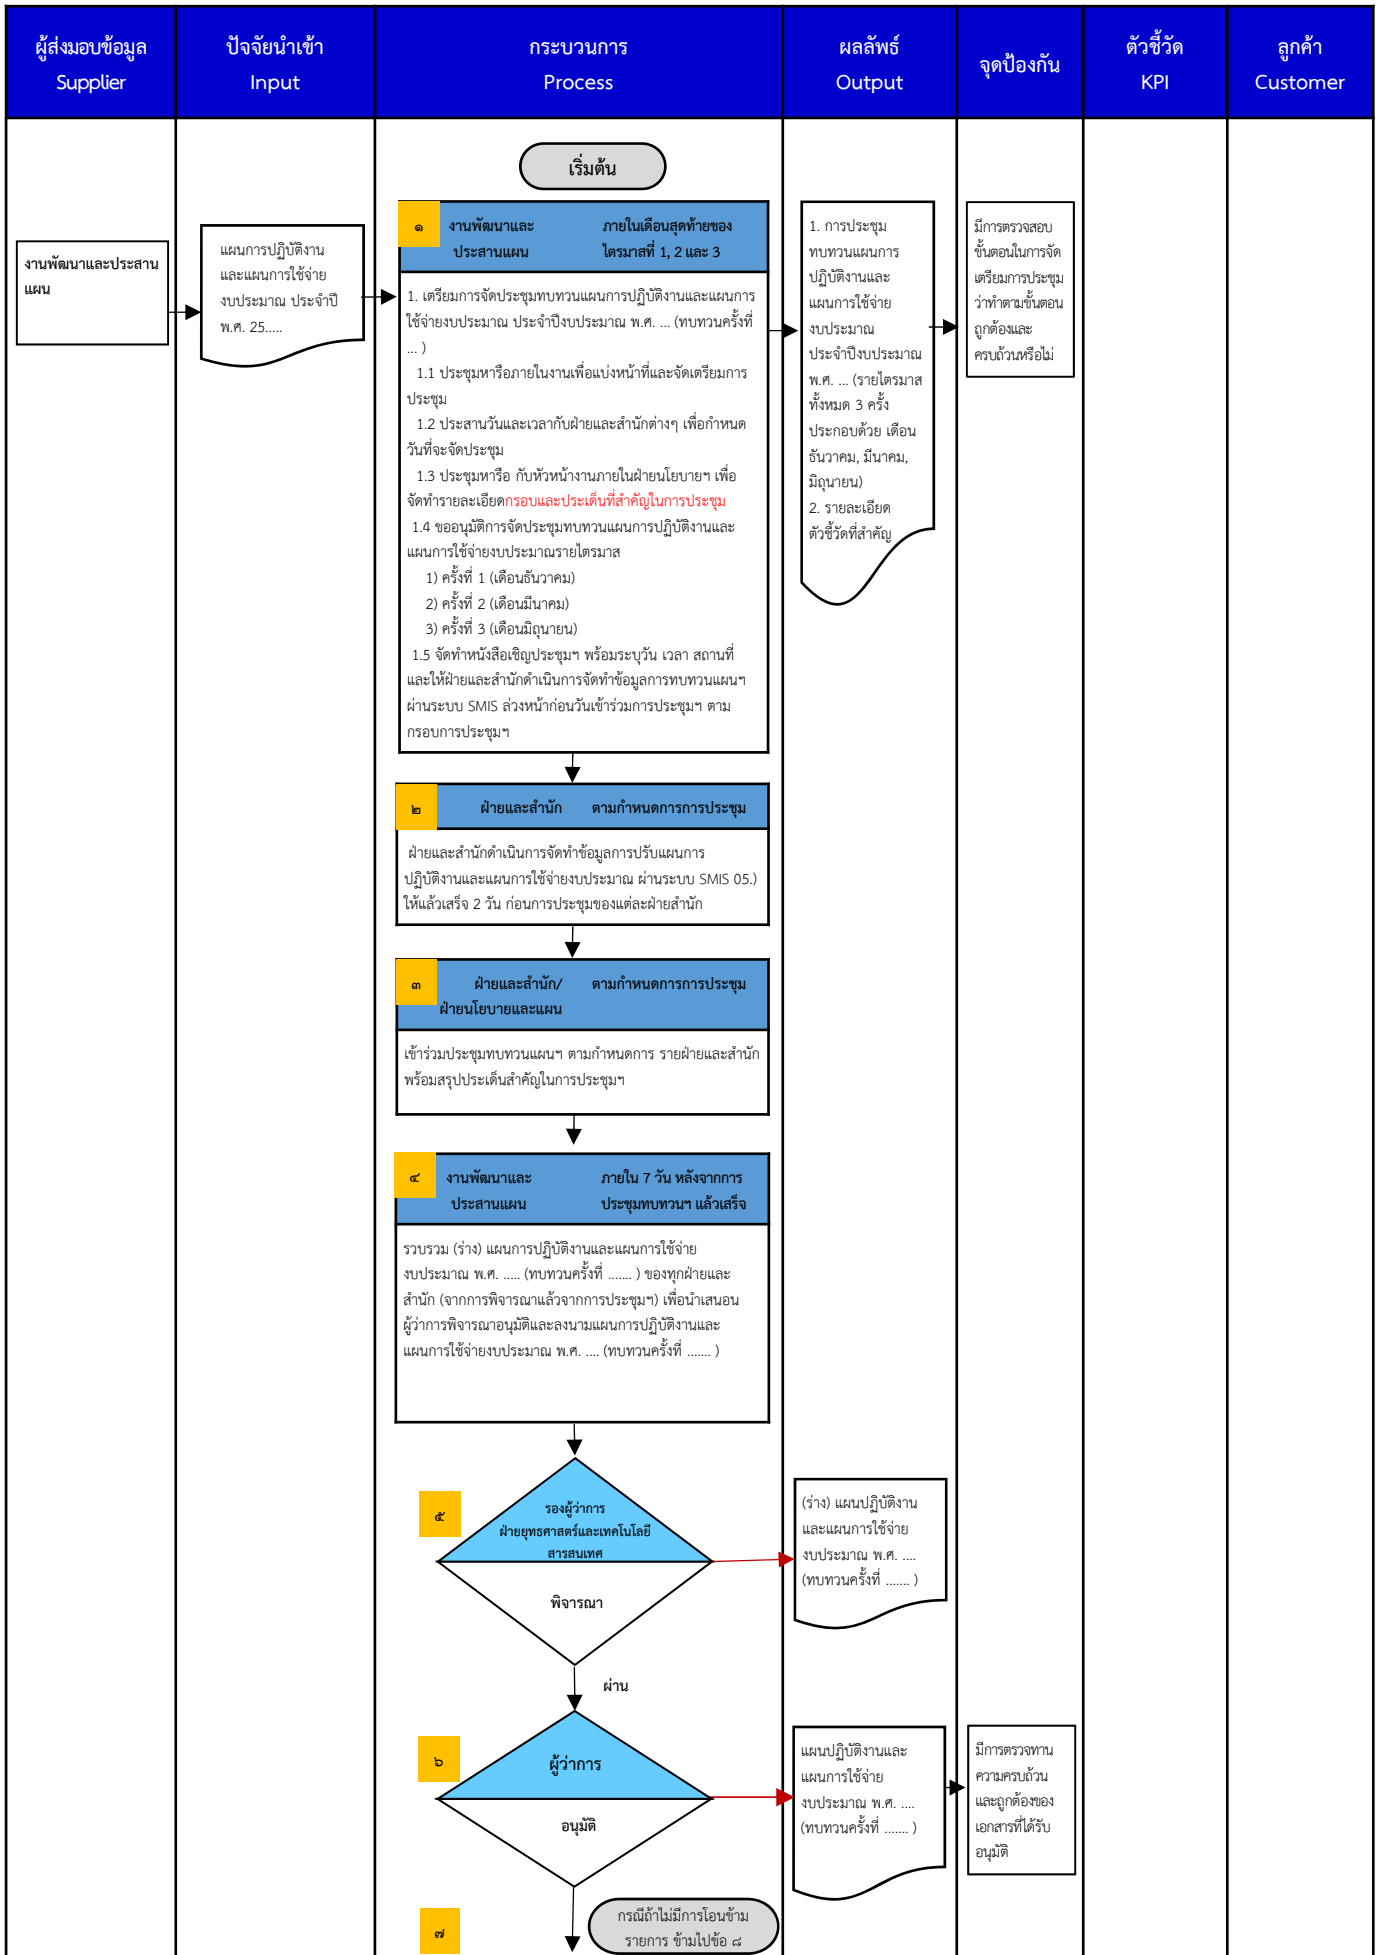 ผู้ส่งมอบข้อมูล
Supplier
ปัจจัยนำเข้า
Input
กระบวนการ
Process
ผลลัพธ์
Output
จุดป้องกัน
ตัวชี้วัด
KPI
ลูกค้า
Customer
เริ่มต้น
งานพัฒนาและประสาน
แผน
แผนการปฏิบัติงาน
และแผนการใช้จ่าย
งบประมาณ ประจำปี
พ.ศ. 25.....
๑
งานพัฒนาและ
ประสานแผน
ภายในเดือนสุดท้ายของ
ไตรมาสที่ 1, 2 และ 3
1. เตรียมการจัดประชุมทบทวนแผนการปฏิบัติงานและแผนการ
ใช้จ่ายงบประมาณ ประจำปีงบประมาณ พ.ศ. ... (ทบทวนครั้งที่
... )
1.1 ประชุมหารือภายในงานเพื่อแบ่งหน้าที่และจัดเตรียมการ
ประชุม
1.2 ประสานวันและเวลากับฝ่ายและสำนักต่างๆ เพื่อกำหนด
วันที่จะจัดประชุม
1.3 ประชุมหารือ กับหัวหน้างานภายในฝ่ายนโยบายฯ เพื่อ
จัดทำรายละเอียดกรอบและประเด็นที่สำคัญในการประชุม
1.4 ขออนุมัติการจัดประชุมทบทวนแผนการปฏิบัติงานและ
แผนการใช้จ่ายงบประมาณรายไตรมาส
1) ครั้งที่ 1 (เดือนธันวาคม)
2) ครั้งที่ 2 (เดือนมีนาคม)
3) ครั้งที่ 3 (เดือนมิถุนายน)
1.5 จัดทำหนังสือเชิญประชุมฯ พร้อมระบุวัน เวลา สถานที่
และให้ฝ่ายและสำนักดำเนินการจัดทำข้อมูลการทบทวนแผนฯ
ผ่านระบบ SMIS ล่วงหน้าก่อนวันเข้าร่วมการประชุมฯ ตาม
กรอบการประชุมฯ
1. การประชุม
ทบทวนแผนการ
ปฏิบัติงานและ
แผนการใช้จ่าย
งบประมาณ
ประจำปีงบประมาณ
พ.ศ. ... (รายไตรมาส
ทั้งหมด 3 ครั้ง
ประกอบด้วย เดือน
ธันวาคม, มีนาคม,
มิถุนายน)
2. รายละเอียด
ตัวชี้วัดที่สำคัญ
มีการตรวจสอบ
ขั้นตอนในการจัด
เตรียมการประชุม
ว่าทำตามขั้นตอน
ถูกต้องและ
ครบถ้วนหรือไม่
๒
ฝ่ายและสำนัก
ตามกำหนดการการประชุม
ฝ่ายและสำนักดำเนินการจัดทำข้อมูลการปรับแผนการ
ปฏิบัติงานและแผนการใช้จ่ายงบประมาณ ผ่านระบบ SMIS 05.)
ให้แล้วเสร็จ 2 วัน ก่อนการประชุมของแต่ละฝ่ายสำนัก
๓
ฝ่ายและสำนัก/
ฝ่ายนโยบายและแผน
ตามกำหนดการการประชุม
เข้าร่วมประชุมทบทวนแผนฯ ตามกำหนดการ รายฝ่ายและสำนัก
พร้อมสรุปประเด็นสำคัญในการประชุมฯ
๔
งานพัฒนาและ
ประสานแผน
ภายใน 7 วัน หลังจากการ
ประชุมทบทวนฯ แล้วเสร็จ
รวบรวม (ร่าง) แผนการปฏิบัติงานและแผนการใช้จ่าย
งบประมาณ พ.ศ. ..... (ทบทวนครั้งที่ ....... ) ของทุกฝ่ายและ
สำนัก (จากการพิจารณาแล้วจากการประชุมฯ) เพื่อนำเสนอน
ผู้ว่าการพิจารณาอนุมัติและลงนามแผนการปฏิบัติงานและ
แผนการใช้จ่ายงบประมาณ พ.ศ. .... (ทบทวนครั้งที่ ....... )
๕
รองผู้ว่าการ
ฝ่ายยุทธศาสตร์และเทคโนโลยี
สารสนเทศ
พิจารณา
(ร่าง) แผนปฏิบัติงาน
และแผนการใช้จ่าย
งบประมาณ พ.ศ. ....
(ทบทวนครั้งที่ ....... )
ผ่าน
๖
ผู้ว่าการ
อนุมัติ
แผนปฏิบัติงานและ
แผนการใช้จ่าย
งบประมาณ พ.ศ. ....
(ทบทวนครั้งที่ ....... )
มีการตรวจทาน
ความครบถ้วน
และถูกต้องของ
เอกสารที่ได้รับ
อนุมัติ
๗
กรณีถ้าไม่มีการโอนข้าม
รายการ ข้ามไปข้อ ๘